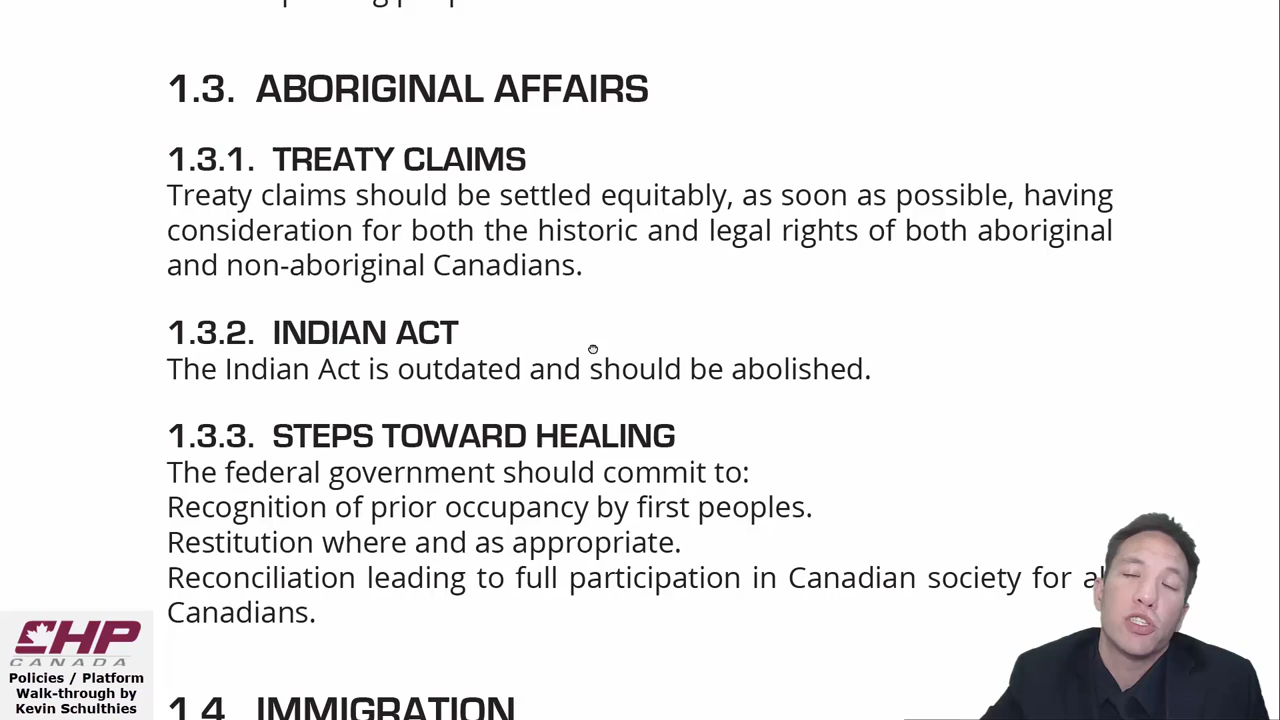 1.3. ABORIGINAL AFFAIRS
1.3.1. TREATY CLAIMS
Treaty claims should be settled equitably, as soon as possible, having
consideration for both the historic and legal rights of both aboriginal
and non-aboriginal Canadians.
1.3.2. INDIAN ACT
The Indian Act is outdated and should be abolished.
1.3.3. STEPS TOWARD HEALING
The federal government should commit to:
Recognition of prior occupancy by first peoples.
Restitution where and as appropriate.
Reconciliation leading to full participation in Canadian society for
Canadians.
CHP
CANADA
Policies / Platform
Walk-through by
Kevin Schulthies
1.4 IMMIGRATION